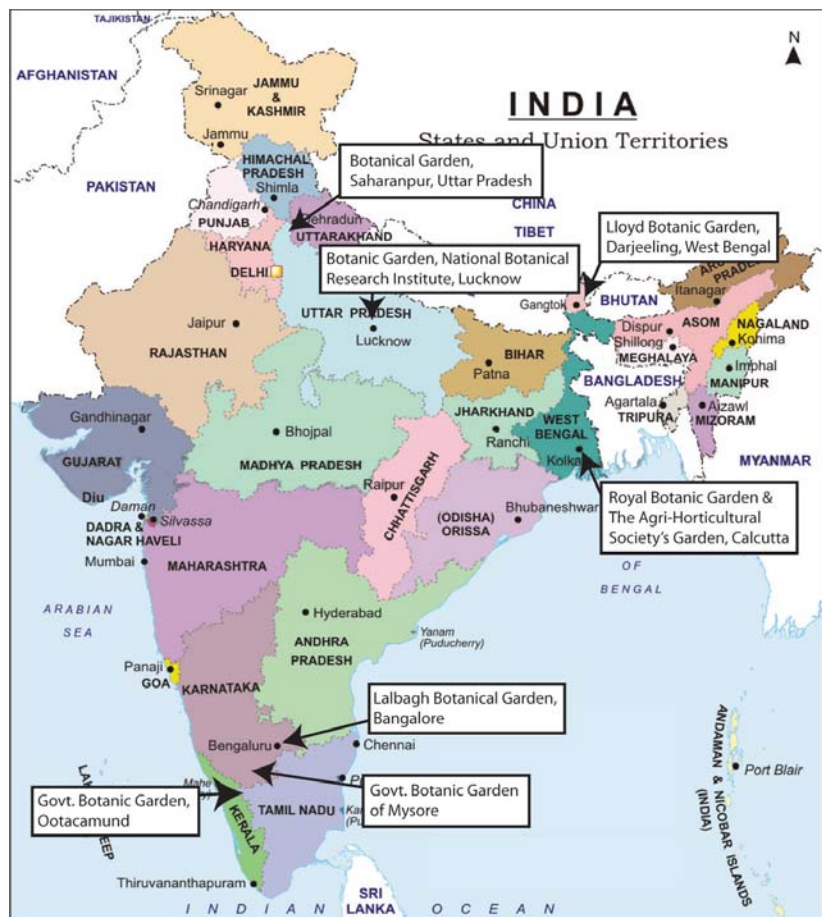 TAJIKISTAN
AFGHANISTAN
N
JAMMU
&
KASHMIR
Srinagar
Jammu
INDIA
States and Union Territories
HIMACHAL
PRADESH
Shimla
Botanical Garden,
Saharanpur, Uttar Pradesh
PAKISTAN
Chandigarh
PUNJAB
Dehradun
UTTARAKHAND
CHINA
TIBET
HARYANA
DELHI
Botanic Garden, National Botanical
Research Institute, Lucknow
Lloyd Botanic Garden,
Darjeeling, West Bengal
UTTAR PRADESH
Lucknow
Gangtok
BHUTAN
Itanagar
PRADESH
Jaipur
RAJASTHAN
BIHAR
Patna
Dispur
ASOM
Shillong
MEGHALAYA
NAGALAND
Kohima
Imphal
MANIPUR
BANGLADESH
Agartala
TRIPURA
Aizawl
MIZORAM
MYANMAR
Gandhinagar
GUJARAT
Bhojpal
MADHYA PRADESH
JHARKHAND
Ranchi
WEST
BENGAL
Kolka
Diu
Daman
Silvassa
DADRA &
NAGAR HAVELI
Raipur
CHHATTISGARH
(ODISHA)
ORISSA
Bhubaneshwar
Royal Botanic Garden &
The Agri-Horticultural
Society's Garden, Calcutta
Mumbai
MAHARASHTRA
OF
BENGAL
ARABIAN
SEA
Hyderabad
ANDHRA
PRADESH
Yanam
(Puducherry)
Panaji
GOA
KARNATAKA
Lalbagh Botanical Garden,
Bangalore
Bengaluru
Chennai
ANDAMAN & NICOBAR ISLANDS
(INDIA)
Port Blair
Mahe
Govt. Botanic Garden,
Ootacamund
Govt. Botanic Garden
of Mysore
KERALA
TAMIL NADU
Thiruvananthapuram
SRI
LANKA
INDIAN OCEAN